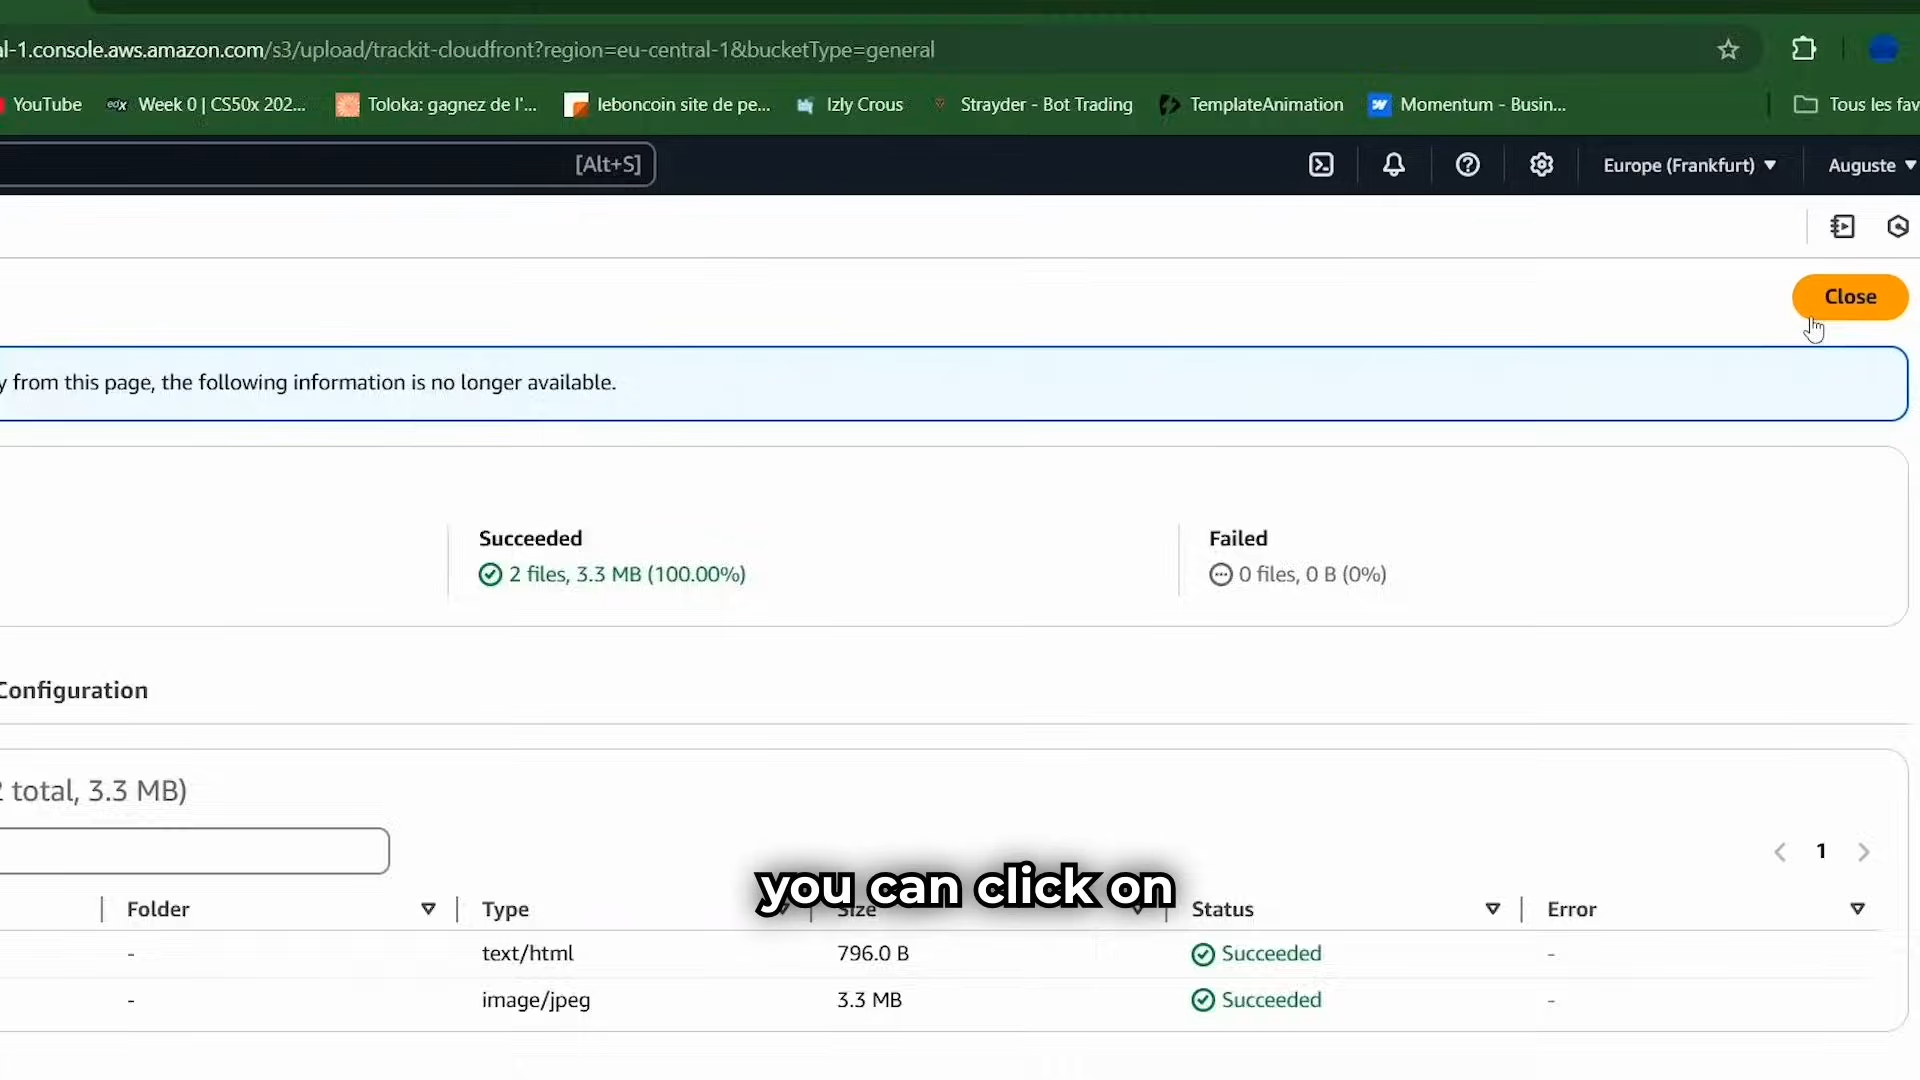 al-1.console.aws.amazon.com/s3/upload/trackit-cloudfront?region=eu-central-1&bucketType=general
YouTube edX Week 0 | CS50x 202... Toloka: gagnez de l'... leboncoin site de pe... Izly Crous Strayder - Bot Trading TemplateAnimation Momentum - Busin... Tous les fav
[Alt+S] Europe (Frankfurt) Auguste
Close
y from this page, the following information is no longer available.
Succeeded Failed
2 files, 3.3 MB (100.00%) 0 files, 0 B (0%)
Configuration
2 total, 3.3 MB)
1
you can click on
Folder Type Size Status Error
- text/html 796.0 B Succeeded -
- image/jpeg 3.3 MB Succeeded -